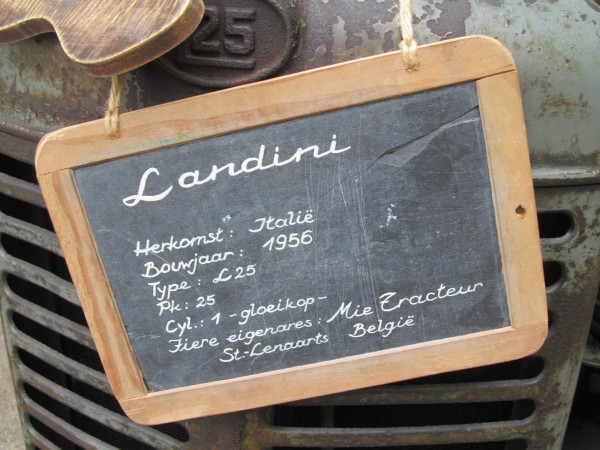 L25
Landini
Herkomst: Italië
Bouwjaar: 1956
Type: L25
Pk: 25
Cyl.: 1 -gloeikop-
Fiere eigenares: Mie Tracteur
St.-Lenaarts België